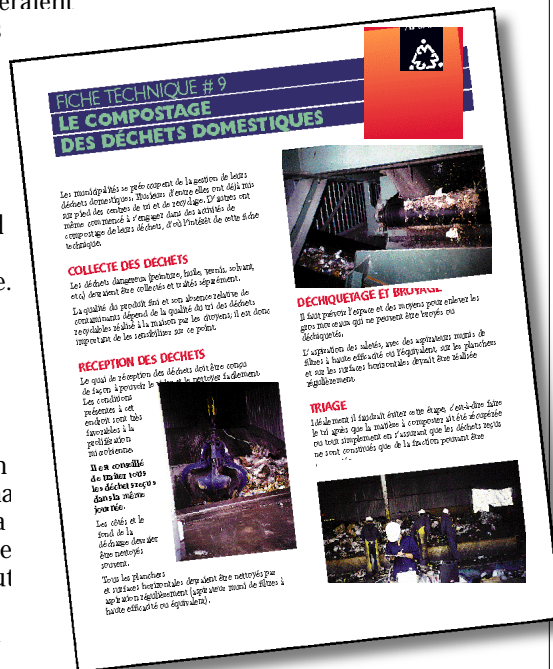 éraient
FICHE TECHNIQUE # 9
LE COMPOSTAGE
DES DÉCHETS DOMESTIQUES
Les municipalités se préoccupent de la gestion de leurs
déchets domestiques. Plusieurs d'entre elles ont déjà mis
sur pied des centres de tri et de recyclage. D'autres ont
même commencé à s'engager dans des activités de
compostage de leurs déchets, d'où l'intérêt de cette fiche
technique.
COLLECTE DES DECHETS
Les déchets dangereux (peinture, huile, vernis, solvant,
etc.) devraient être collectés et traités séparément.
La qualité du produit fini et son absence relative de
contaminants dépend de la qualité du tri des déchets
recyclables réalisé à la maison par les citoyens; il est donc
important de les sensibiliser sur ce point.
RÉCEPTION DES DECHETS
Le quai de réception des déchets doit être conçu
de façon à pouvoir le vider et le nettoyer facilement.
Les conditions
présentes à cet
endroit sont très
favorables à la
prolifération
microbienne.
Il est conseillé
de traiter tous
les déchets reçus
dans la même
journée.
Les côtés et le
fond de la
décharge
être nettoyés
souvent.
Tous les planchers
et surfaces horizontales devraient être nettoyés par
aspiration régulièrement (aspirateur muni de filtres à
haute efficacité ou équivalent).
DÉCHIQUETAGE ET BROYAGE
Il faut prévoir l'espace et des moyens pour enlever les
gros morceaux qui ne peuvent être broyés ou
déchiquetés.
L'aspiration des saletés, avec des aspirateurs munis de
filtres à haute efficacité ou l'équivalent, sur les planchers
et sur les surfaces horizontales devrait être réalisée
régulièrement.
TRIAGE
Idéalement il faudrait éviter cette étape, c'est-à-dire faire
le tri après que la matière à composter ait été récupérée
ou tout simplement en s'assurant que les déchets reçus
ne sont constitués que de la fraction pouvant être